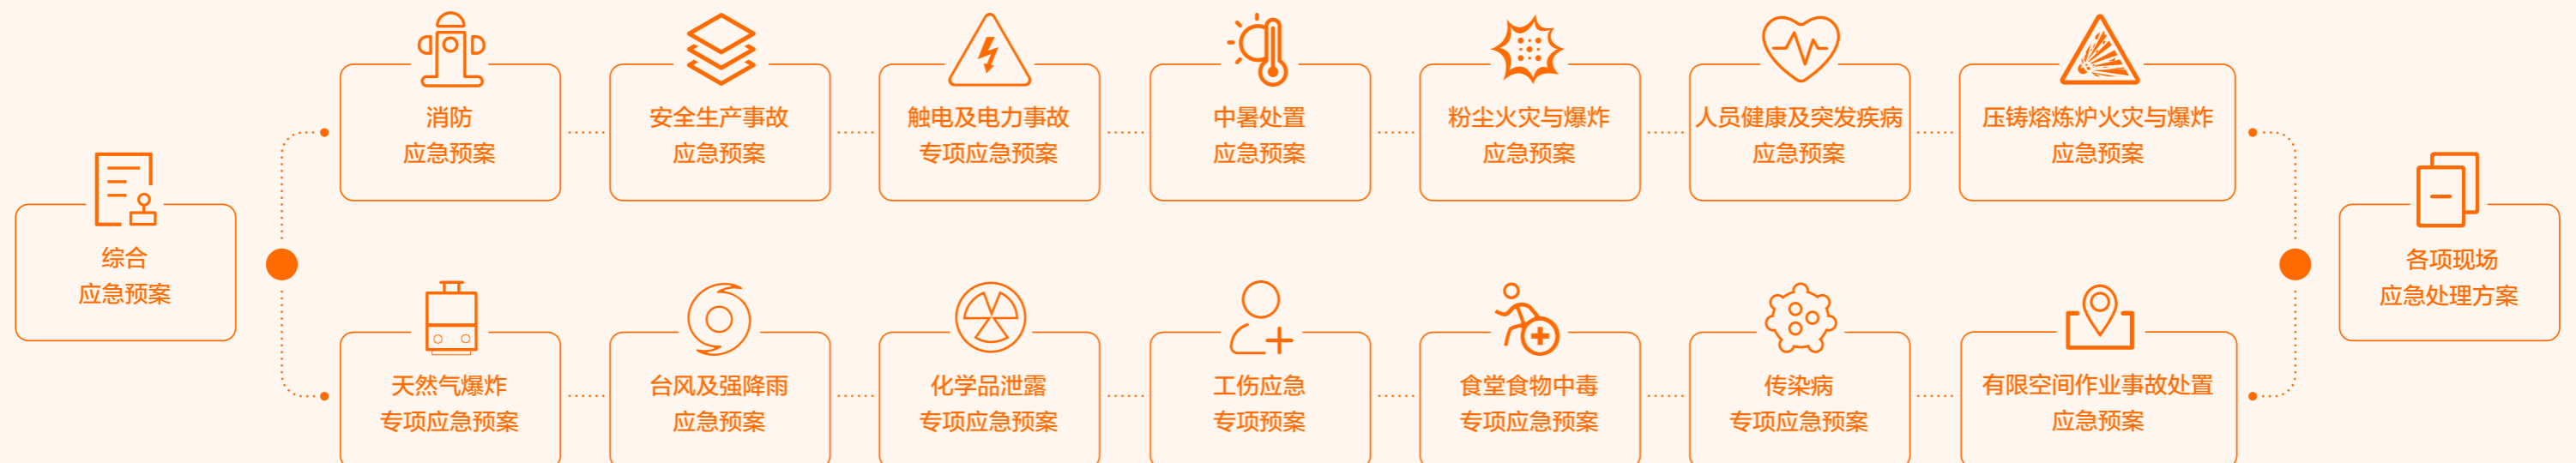 综合
应急预案
消防
应急预案
安全生产事故
应急预案
触电及电力事故
专项应急预案
中暑处置
应急预案
粉尘火灾与爆炸
应急预案
人员健康及突发疾病
应急预案
压铸熔炼炉火灾与爆炸
应急预案
天然气爆炸
专项应急预案
台风及强降雨
应急预案
化学品泄露
专项应急预案
工伤应急
专项预案
食堂食物中毒
专项应急预案
传染病
专项应急预案
有限空间作业事故处置
应急预案
各项现场
应急处理方案